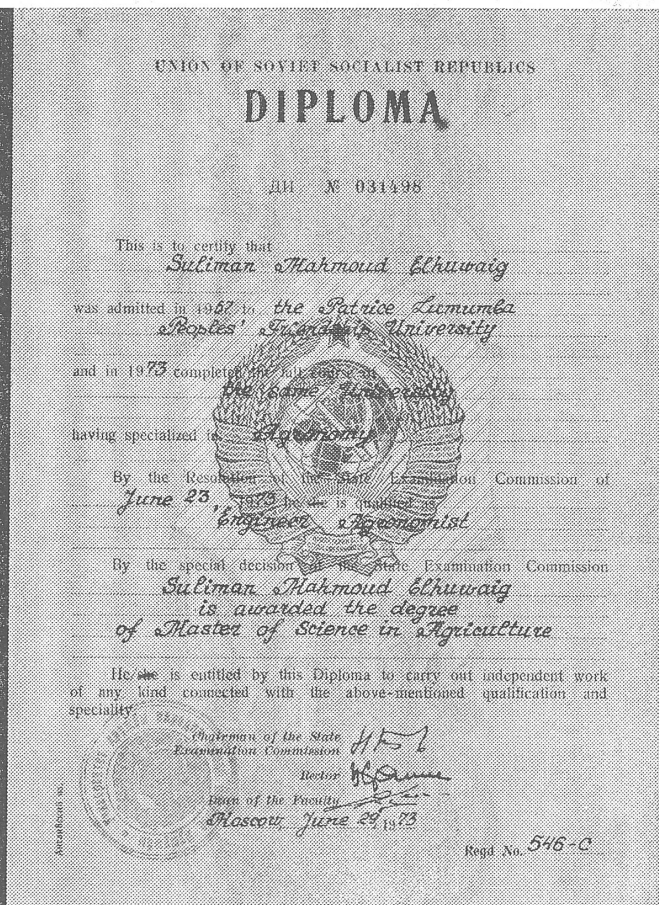 UNION OF SOVIET SOCIALIST REPUBLICS
DIPLOMA
ДИ № 031498
This is to certify that
Suliman Mahmoud Elhuwaig
was admitted in 1967 to the Patrice Lumumba
Peoples' Friendship University
and in 1973 completed the full course of
the same University
having specialized in Agronomy
By the Resolution of the State Examination Commission of
June 23, 1973 he/she is qualified as
Engineer Agronomist
By the special decision of the State Examination Commission
Suliman Mahmoud Elhuwaig
is awarded the degree
of Master of Science in Agriculture
He/she is entitled by this Diploma to carry out independent work
of any kind connected with the above-mentioned qualification and
speciality
Chairman of the State
Examination Commission
Rector
Dean of the Faculty
Moscow, June 29 1973
Regd No. 546-C
Английский яз.